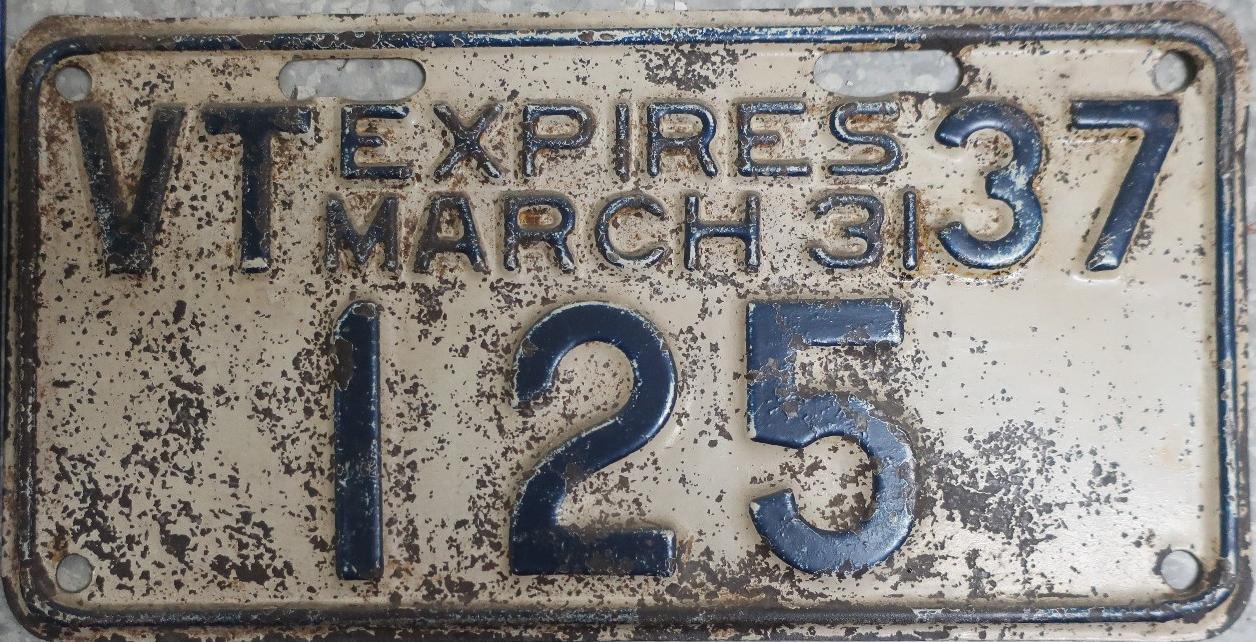 VT EXPIRES 37
MARCH 31
125